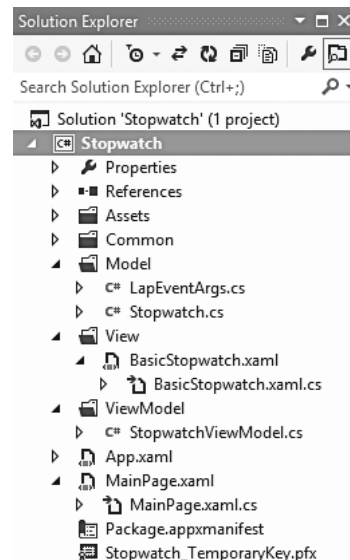 Solution Explorer
Search Solution Explorer (Ctrl+;)
Solution 'Stopwatch' (1 project)
C# Stopwatch
Properties
References
Assets
Common
Model
C# LapEventArgs.cs
C# Stopwatch.cs
View
BasicStopwatch.xaml
BasicStopwatch.xaml.cs
ViewModel
C# StopwatchViewModel.cs
App.xaml
MainPage.xaml
MainPage.xaml.cs
Package.appxmanifest
Stopwatch_TemporaryKey.pfx